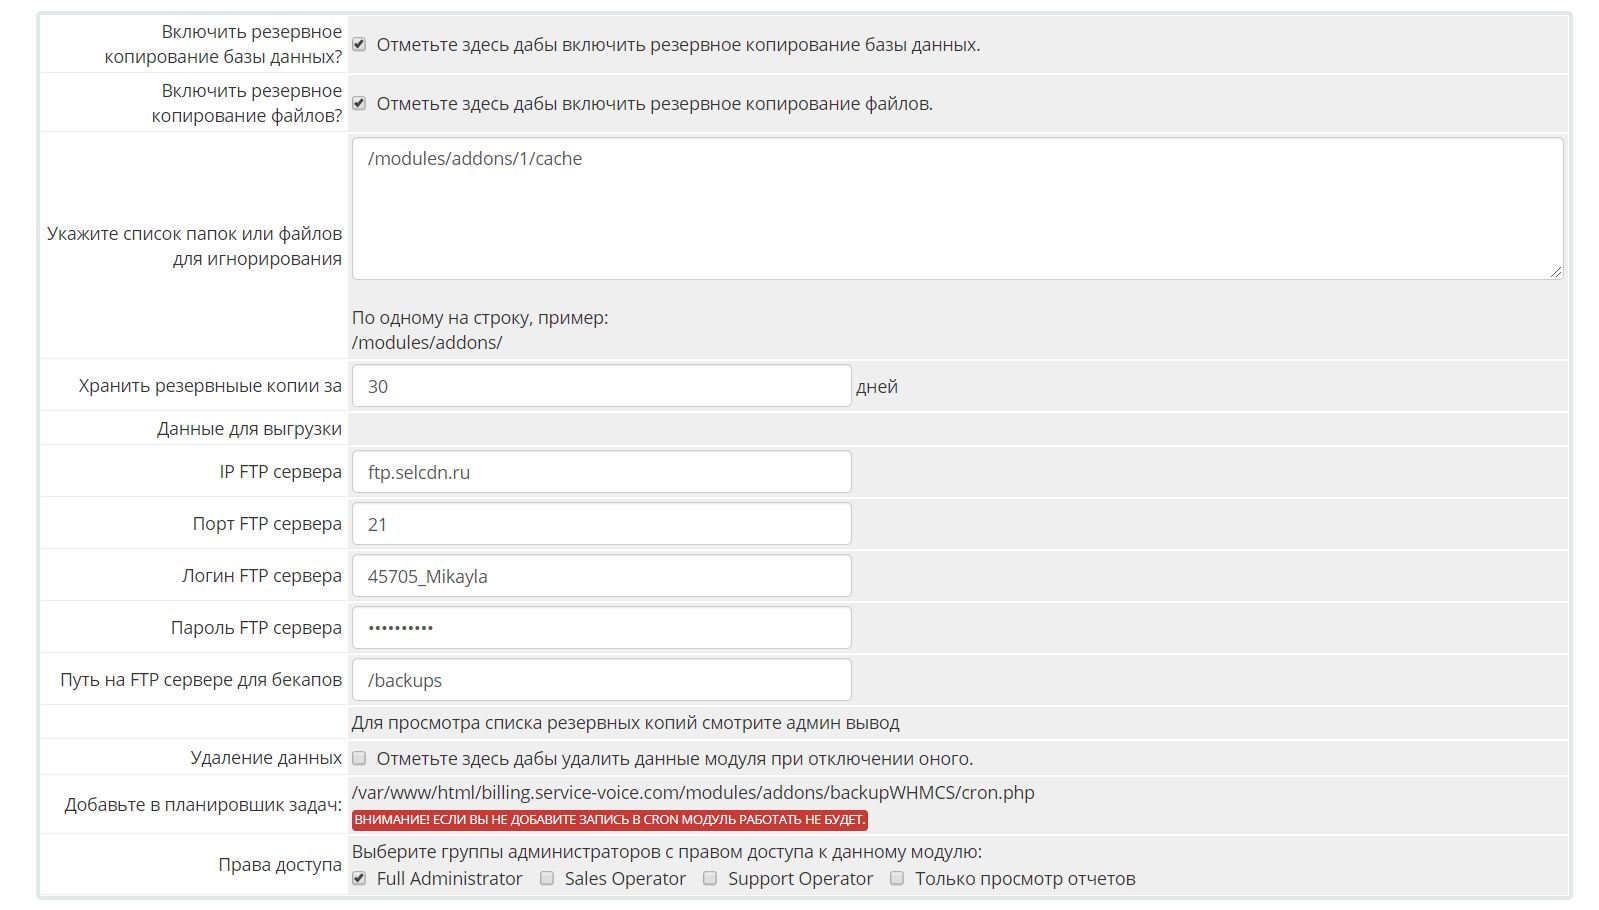 Включить резервное
копирование базы данных?
Отметьте здесь дабы включить резервное копирование базы данных.
Включить резервное
копирование файлов?
Отметьте здесь дабы включить резервное копирование файлов.
Укажите список папок или файлов
для игнорирования
/modules/addons/1/cache
По одному на строку, пример:
/modules/addons/
Хранить резервныые копии за
30
дней
Данные для выгрузки
IP FTP сервера
ftp.selcdn.ru
Порт FTP сервера
21
Логин FTP сервера
45705_Mikayla
Пароль FTP сервера
••••••••••
Путь на FTP сервере для бекапов
/backups
Для просмотра списка резервных копий смотрите админ вывод
Удаление данных
Отметьте здесь дабы удалить данные модуля при отключении оного.
Добавьте в планировшик задач:
/var/www/html/billing.service-voice.com/modules/addons/backupWHMCS/cron.php
ВНИМАНИЕ! ЕСЛИ ВЫ НЕ ДОБАВИТЕ ЗАПИСЬ В CRON МОДУЛЬ РАБОТАТЬ НЕ БУДЕТ.
Права доступа
Выберите группы администраторов с правом доступа к данному модулю:
Full Administrator Sales Operator Support Operator Только просмотр отчетов